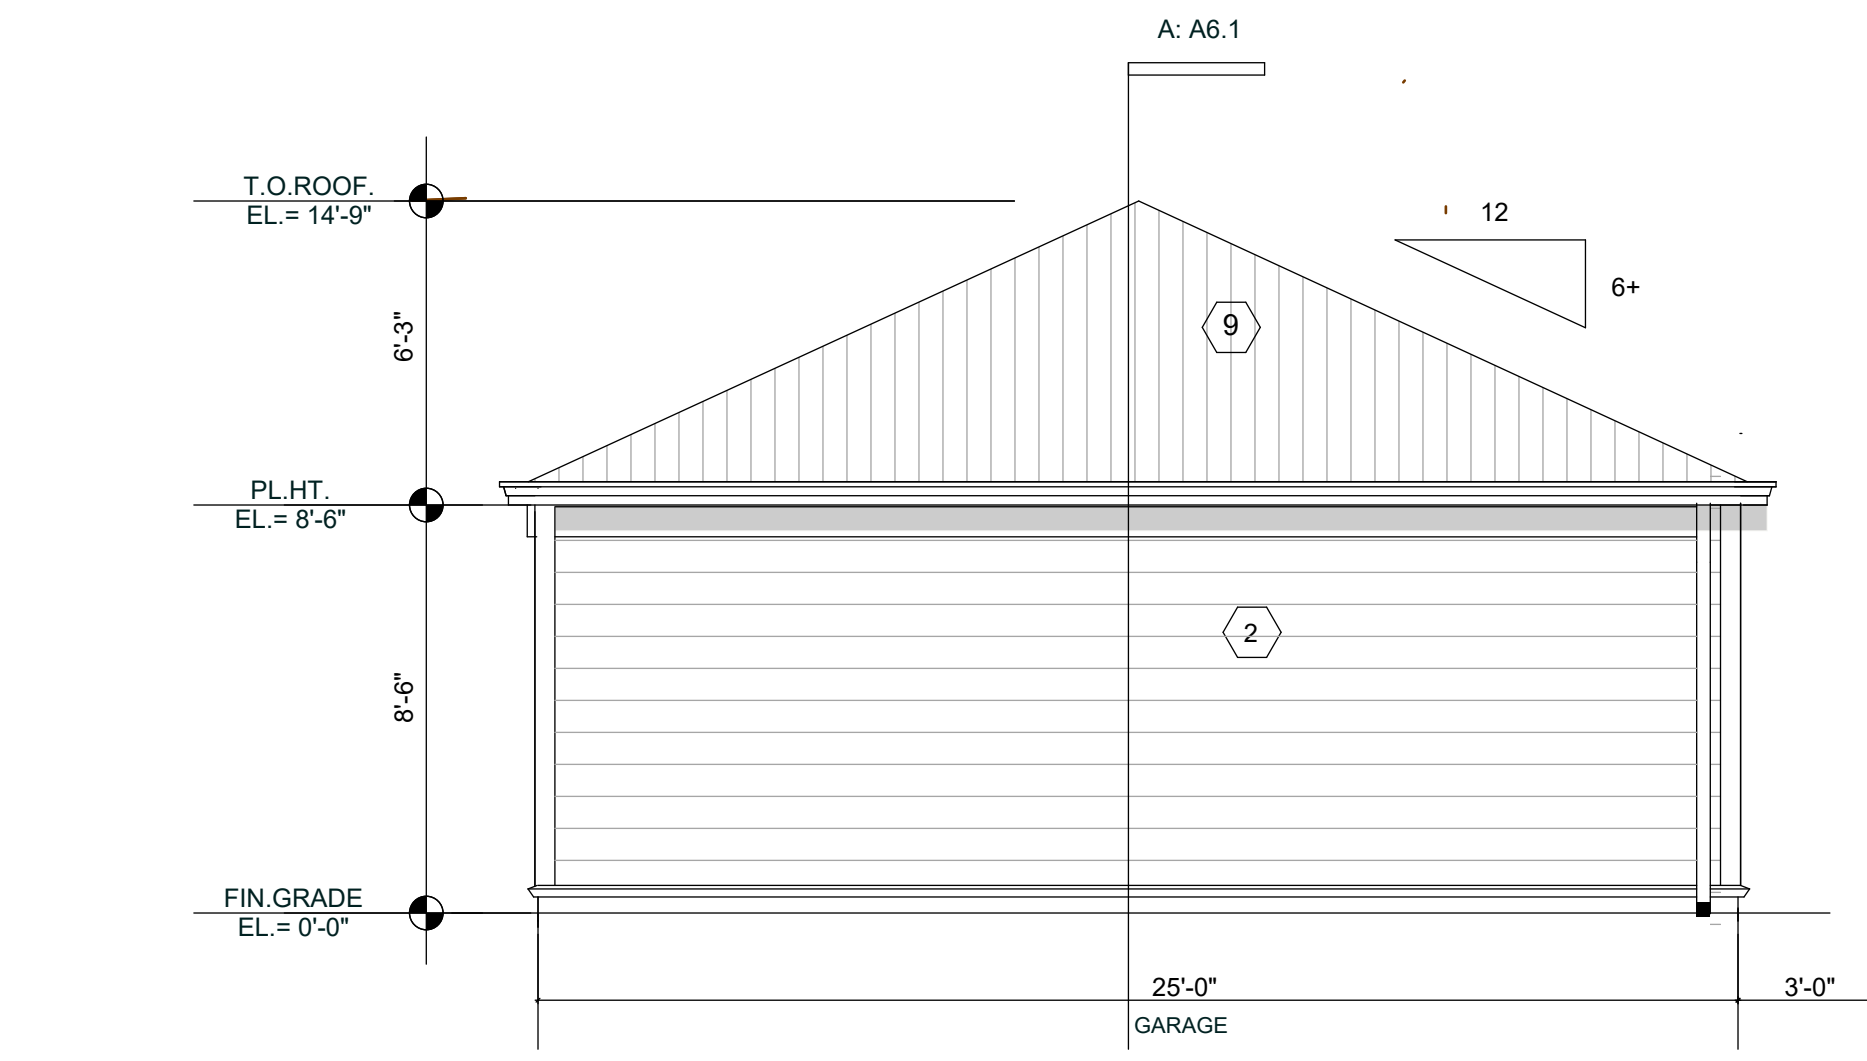 A: A6.1
T.O.ROOF.
EL.= 14'-9"
12
6+
6'-3"
9
PL.HT.
EL.= 8'-6"
2
8'-6"
FIN.GRADE
EL.= 0'-0"
25'-0"
3'-0"
GARAGE